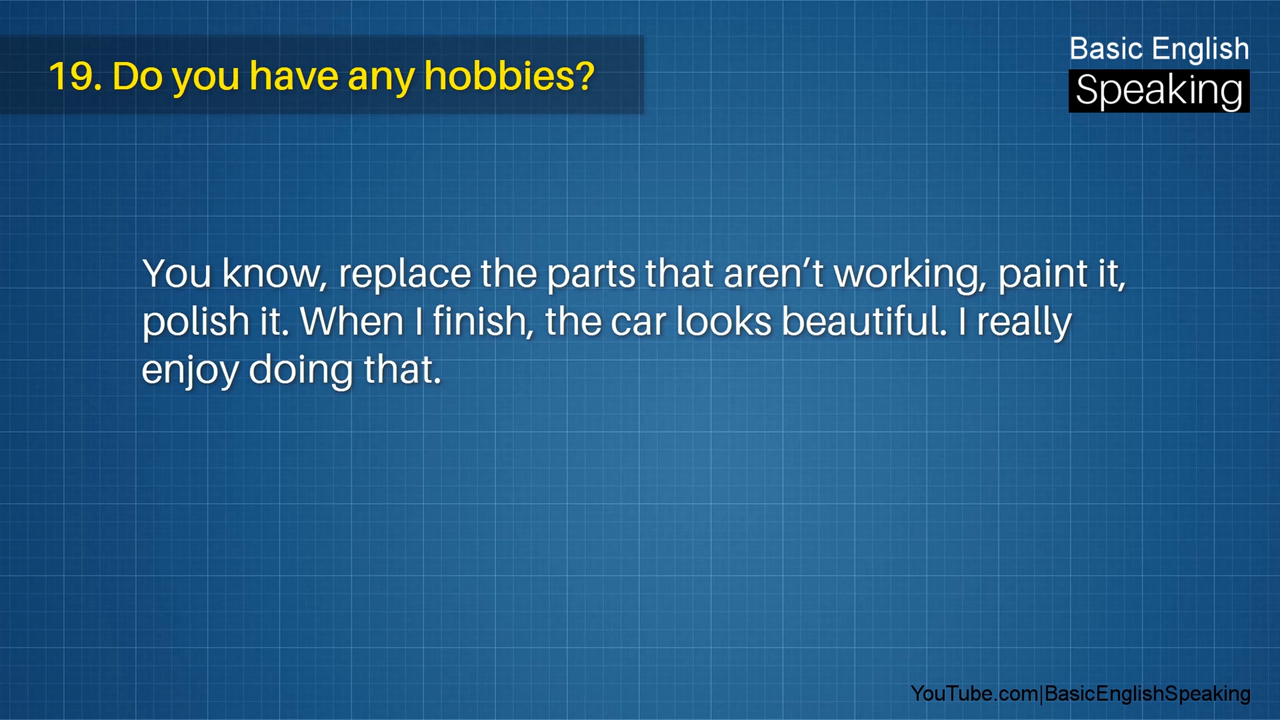 19. Do you have any hobbies?
Basic English
Speaking
You know, replace the parts that aren’t working, paint it,
polish it. When I finish, the car looks beautiful. I really
enjoy doing that.
YouTube.com|BasicEnglishSpeaking